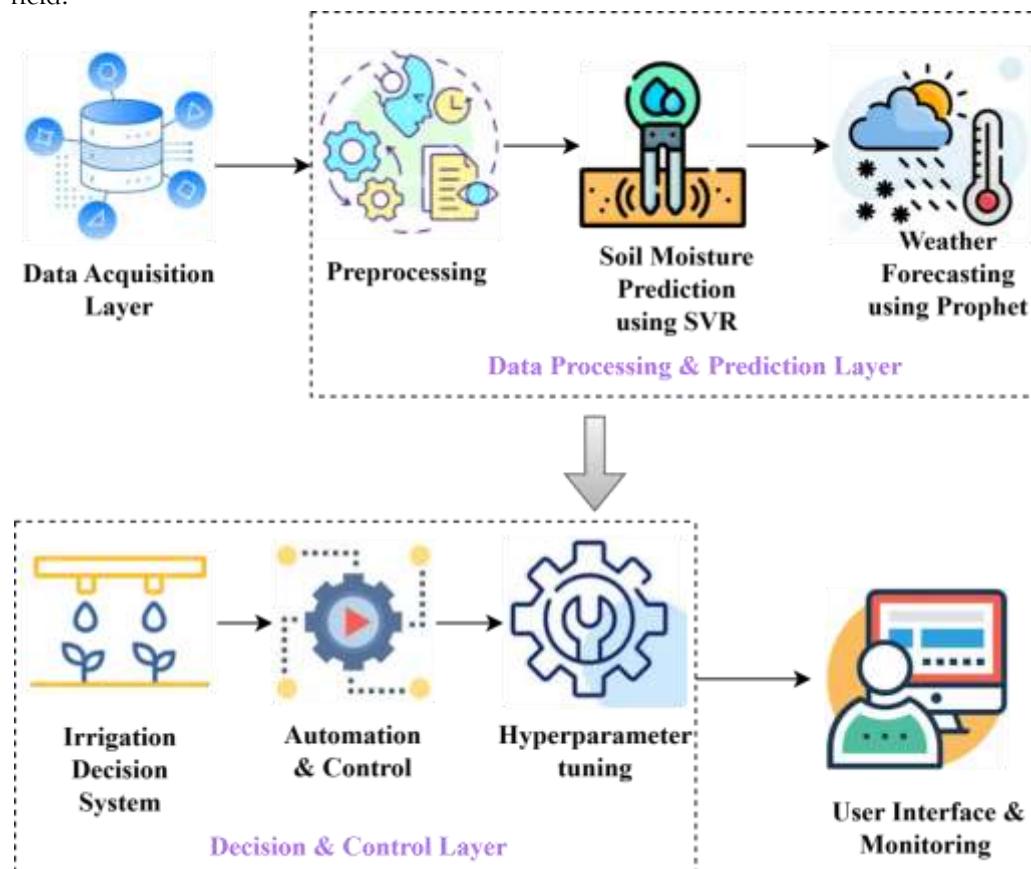 Data Acquisition
Layer
Preprocessing
Soil Moisture
Prediction
using SVR
Weather
Forecasting
using Prophet
Data Processing & Prediction Layer
Irrigation
Decision
System
Automation
& Control
Hyperparameter
tuning
Decision & Control Layer
User Interface &
Monitoring